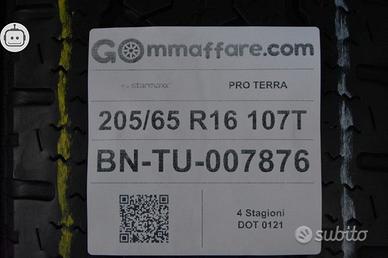 GOmmaffare.com
starmaxx PRO TERRA
205/65 R16 107T
BN-TU-007876
4 Stagioni
DOT 0121
subito